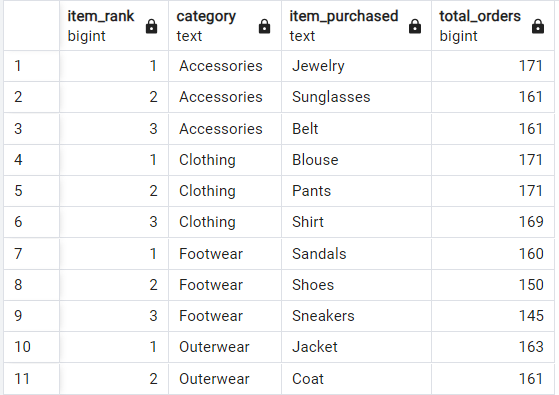 item_rank category item_purchased total_orders
bigint text text bigint
1 1 Accessories Jewelry 171
2 2 Accessories Sunglasses 161
3 3 Accessories Belt 161
4 1 Clothing Blouse 171
5 2 Clothing Pants 171
6 3 Clothing Shirt 169
7 1 Footwear Sandals 160
8 2 Footwear Shoes 150
9 3 Footwear Sneakers 145
10 1 Outerwear Jacket 163
11 2 Outerwear Coat 161